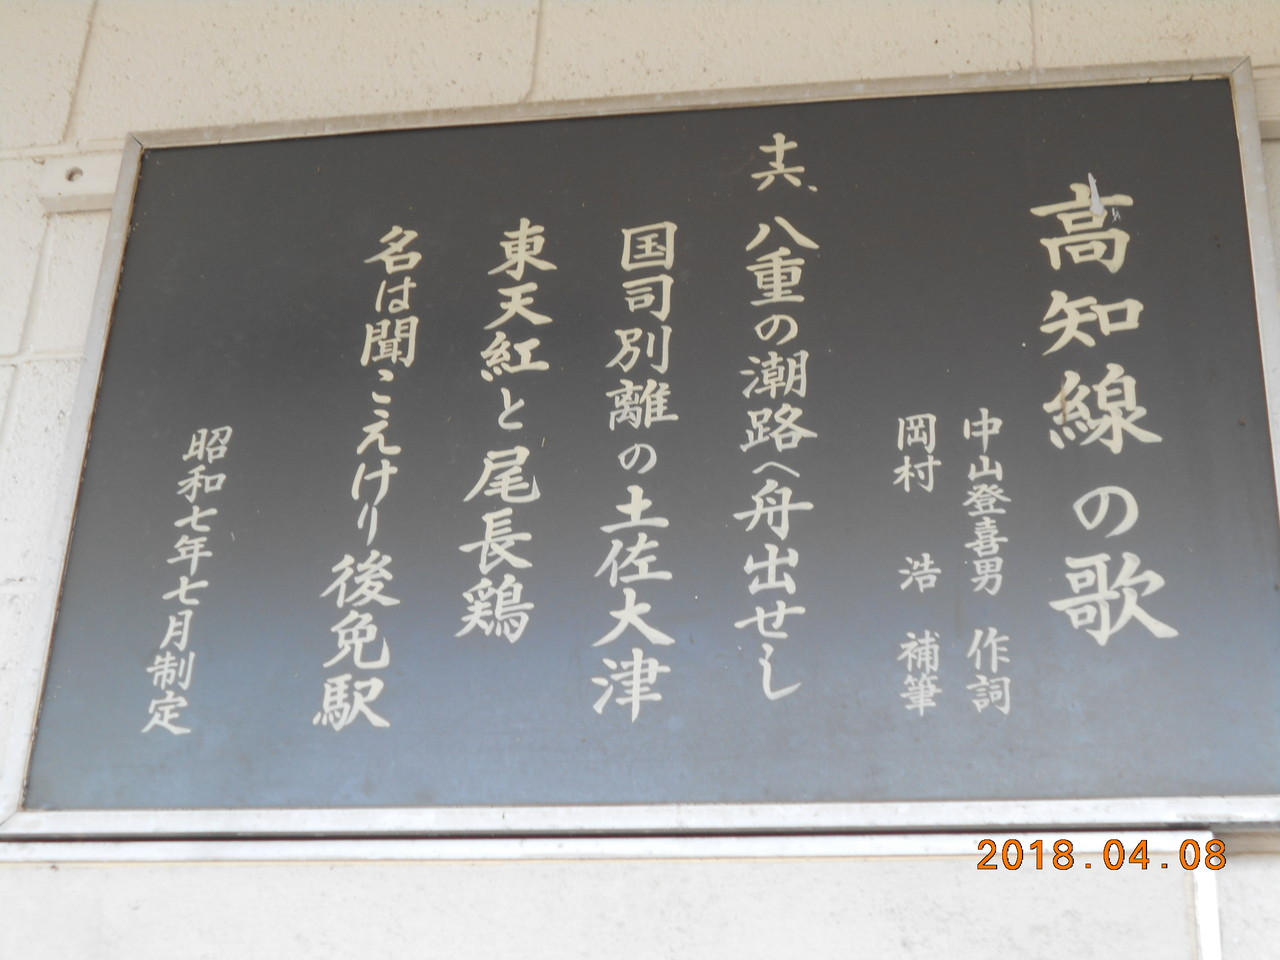 高知線の歌
中山登喜男 作詞
岡村 浩 補筆
十六、八重の潮路へ舟出せし
国司別離の土佐大津
東天紅と尾長鶏
名は聞こえけり後免駅
昭和七年七月制定
2018.04.08